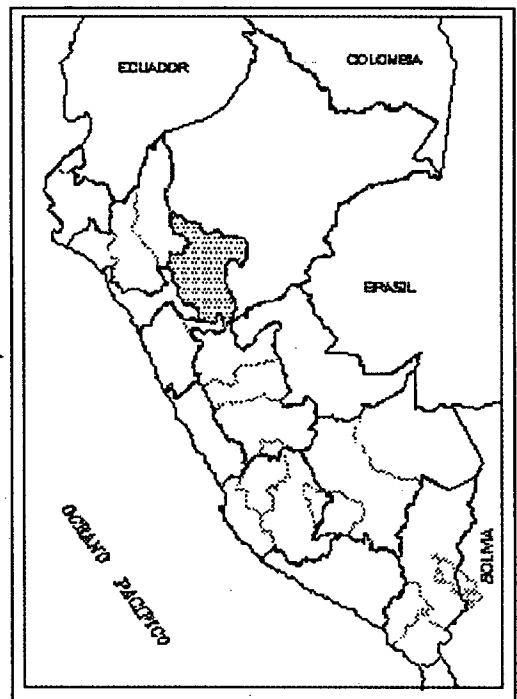 ECUADOR
COLOMBIA
BRASIL
OCEANO PACIFICO
BOLIVIA